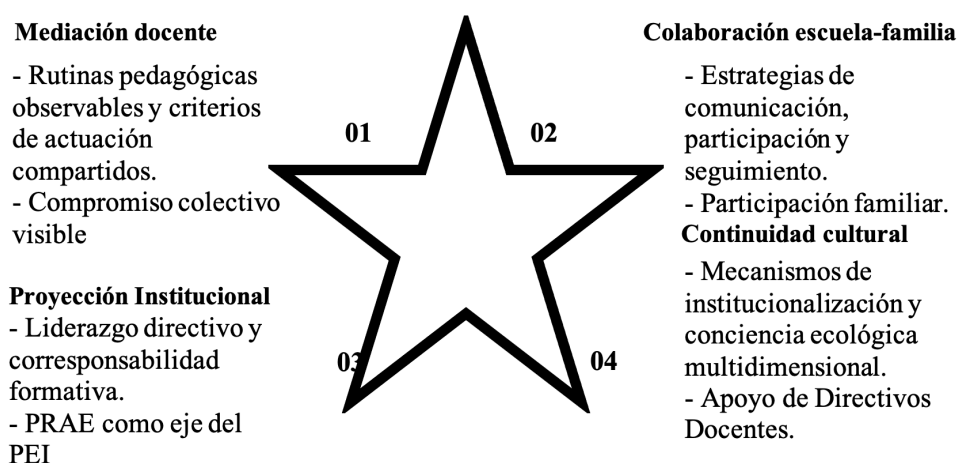 Mediación docente
- Rutinas pedagógicas
observables y criterios
de actuación
compartidos.
- Compromiso colectivo
visible
01
02
Colaboración escuela-familia
- Estrategias de
comunicación,
participación y
seguimiento.
- Participación familiar.
Proyección Institucional
- Liderazgo directivo y
corresponsabilidad
formativa.
- PRAE como eje del
PEI
03
04
Continuidad cultural
- Mecanismos de
institucionalización y
conciencia ecológica
multidimensional.
- Apoyo de Directivos
Docentes.